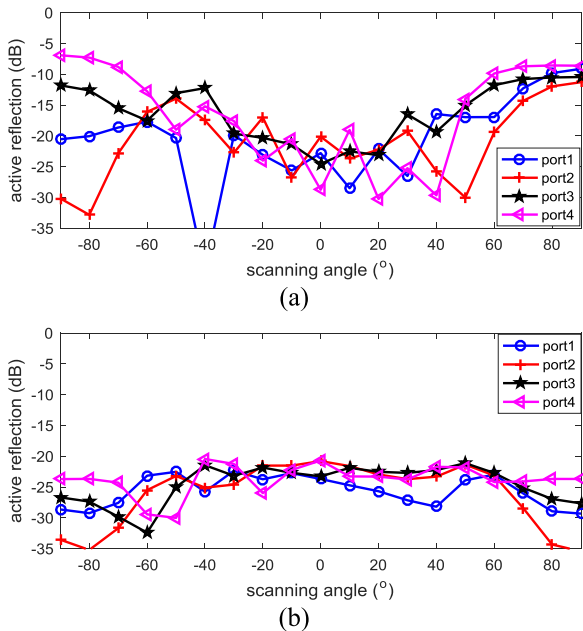 0
-5
-10
-15
-20
-25
-30
-35
active reflection (dB)
-80 -60 -40 -20 0 20 40 60 80
scanning angle (o)
port1
port2
port3
port4
(a)
0
-5
-10
-15
-20
-25
-30
-35
active reflection (dB)
port1
port2
port3
port4
-80 -60 -40 -20 0 20 40 60 80
scanning angle (o)
(b)